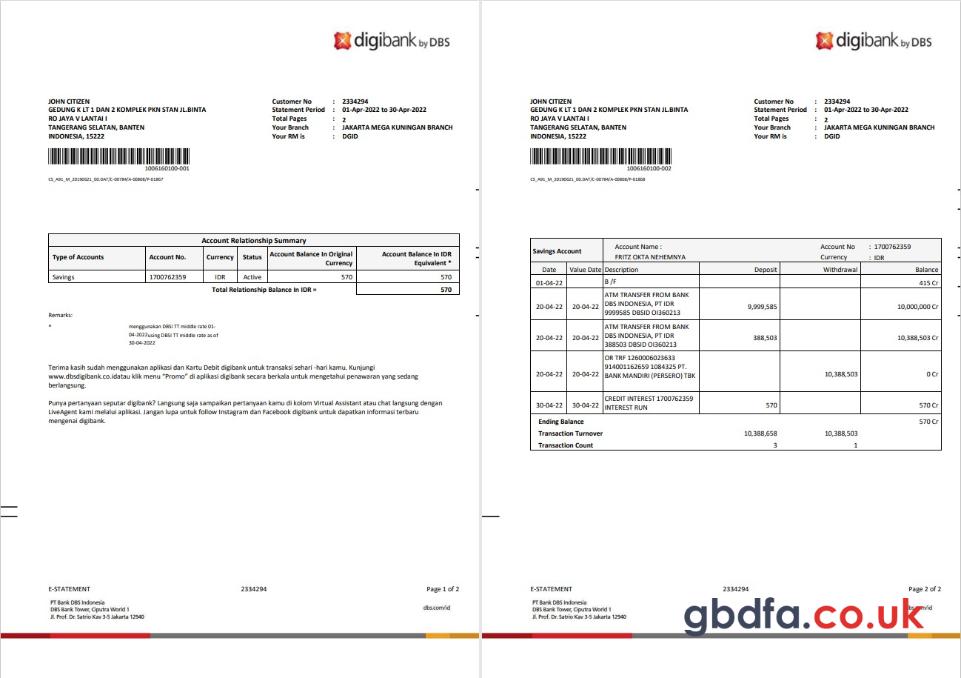 digibank by DBS
JOHN CITIZEN
GEDUNG K LT 1 DAN 2 KOMPLEK PKN STAN JL.BINTA
RO JAYA V LANTAI I
TANGERANG SELATAN, BANTEN
INDONESIA, 15222
Customer No : 2334294
Statement Period : 01-Apr-2022 to 30-Apr-2022
Total Pages : 2
Your Branch : JAKARTA MEGA KUNINGAN BRANCH
Your RM is : DGID
1006160100-001
Account Relationship Summary
Type of Accounts Account No. Currency Status Account Balance In Original Currency Account Balance In IDR Equivalent *
Savings 1700762359 IDR Active 570 570
Total Relationship Balance In IDR = 570
Remarks:
* menggunakan DBSI TT middle rate 01-
04-2022using DBSI TT middle rate as of
30-04-2022
Terima kasih sudah menggunakan aplikasi dan Kartu Debit digibank untuk transaksi sehari -hari kamu. Kunjungi
www.dbsdigibank.co.idatau klik menu "Promo" di aplikasi digibank secara berkala untuk mengetahui penawaran yang sedang
berlangsung.
Punya pertanyaan seputar digibank? Langsung saja sampaikan pertanyaan kamu di kolom Virtual Assistant atau chat langsung dengan
LiveAgent kami melalui aplikasi. Jangan lupa untuk follow Instagram dan Facebook digibank untuk dapatkan informasi terbaru
mengenai digibank.
E-STATEMENT 2334294 Page 1 of 2
PT Bank DBS Indonesia
DBS Bank Tower, Ciputra World 1
Jl. Prof. Dr. Satrio Kav 3-5 Jakarta 12940
dbs.com/id
digibank by DBS
JOHN CITIZEN
GEDUNG K LT 1 DAN 2 KOMPLEK PKN STAN JL.BINTA
RO JAYA V LANTAI I
TANGERANG SELATAN, BANTEN
INDONESIA, 15222
Customer No : 2334294
Statement Period : 01-Apr-2022 to 30-Apr-2022
Total Pages : 2
Your Branch : JAKARTA MEGA KUNINGAN BRANCH
Your RM is : DGID
1006160100-002
Savings Account Account Name : Account No : 1700762359
FRITZ OKTA NEHEMNYA Currency : IDR
Date Value Date Description Deposit Withdrawal Balance
01-04-22 B /F 415 Cr
ATM TRANSFER FROM BANK
20-04-22 20-04-22 DBS INDONESIA, PT IDR 9,999,585 10,000,000 Cr
9999585 DBSID OI360213
ATM TRANSFER FROM BANK
20-04-22 20-04-22 DBS INDONESIA, PT IDR 388,503 10,388,503 Cr
388503 DBSID OI360213
OR TRF 1260006023633
20-04-22 20-04-22 914001162659 1084325 PT. 10,388,503 0 Cr
BANK MANDIRI (PERSERO) TBK
CREDIT INTEREST 1700762359
30-04-22 30-04-22 INTEREST RUN 570 570 Cr
Ending Balance 570 Cr
Transaction Turnover 10,388,658 10,388,503
Transaction Count 3 1
E-STATEMENT 2334294 Page 2 of 2
PT Bank DBS Indonesia
DBS Bank Tower, Ciputra World 1
Jl. Prof. Dr. Satrio Kav 3-5 Jakarta 12940
gbdfa.co.uk